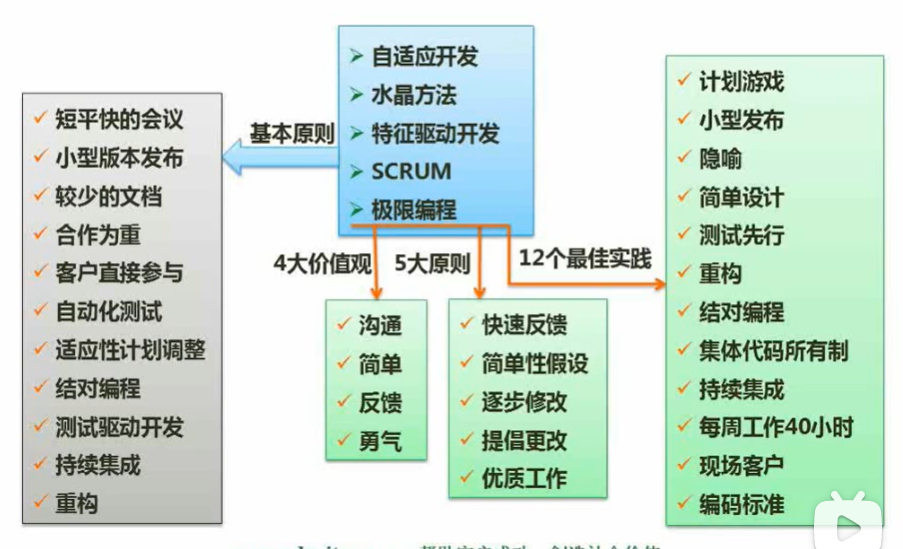 自适应开发
水晶方法
特征驱动开发
SCRUM
极限编程
基本原则
短平快的会议
小型版本发布
较少的文档
合作为重
客户直接参与
自动化测试
适应性计划调整
结对编程
测试驱动开发
持续集成
重构
4大价值观
沟通
简单
反馈
勇气
5大原则
快速反馈
简单性假设
逐步修改
提倡更改
优质工作
12个最佳实践
计划游戏
小型发布
隐喻
简单设计
测试先行
重构
结对编程
集体代码所有制
持续集成
每周工作40小时
现场客户
编码标准